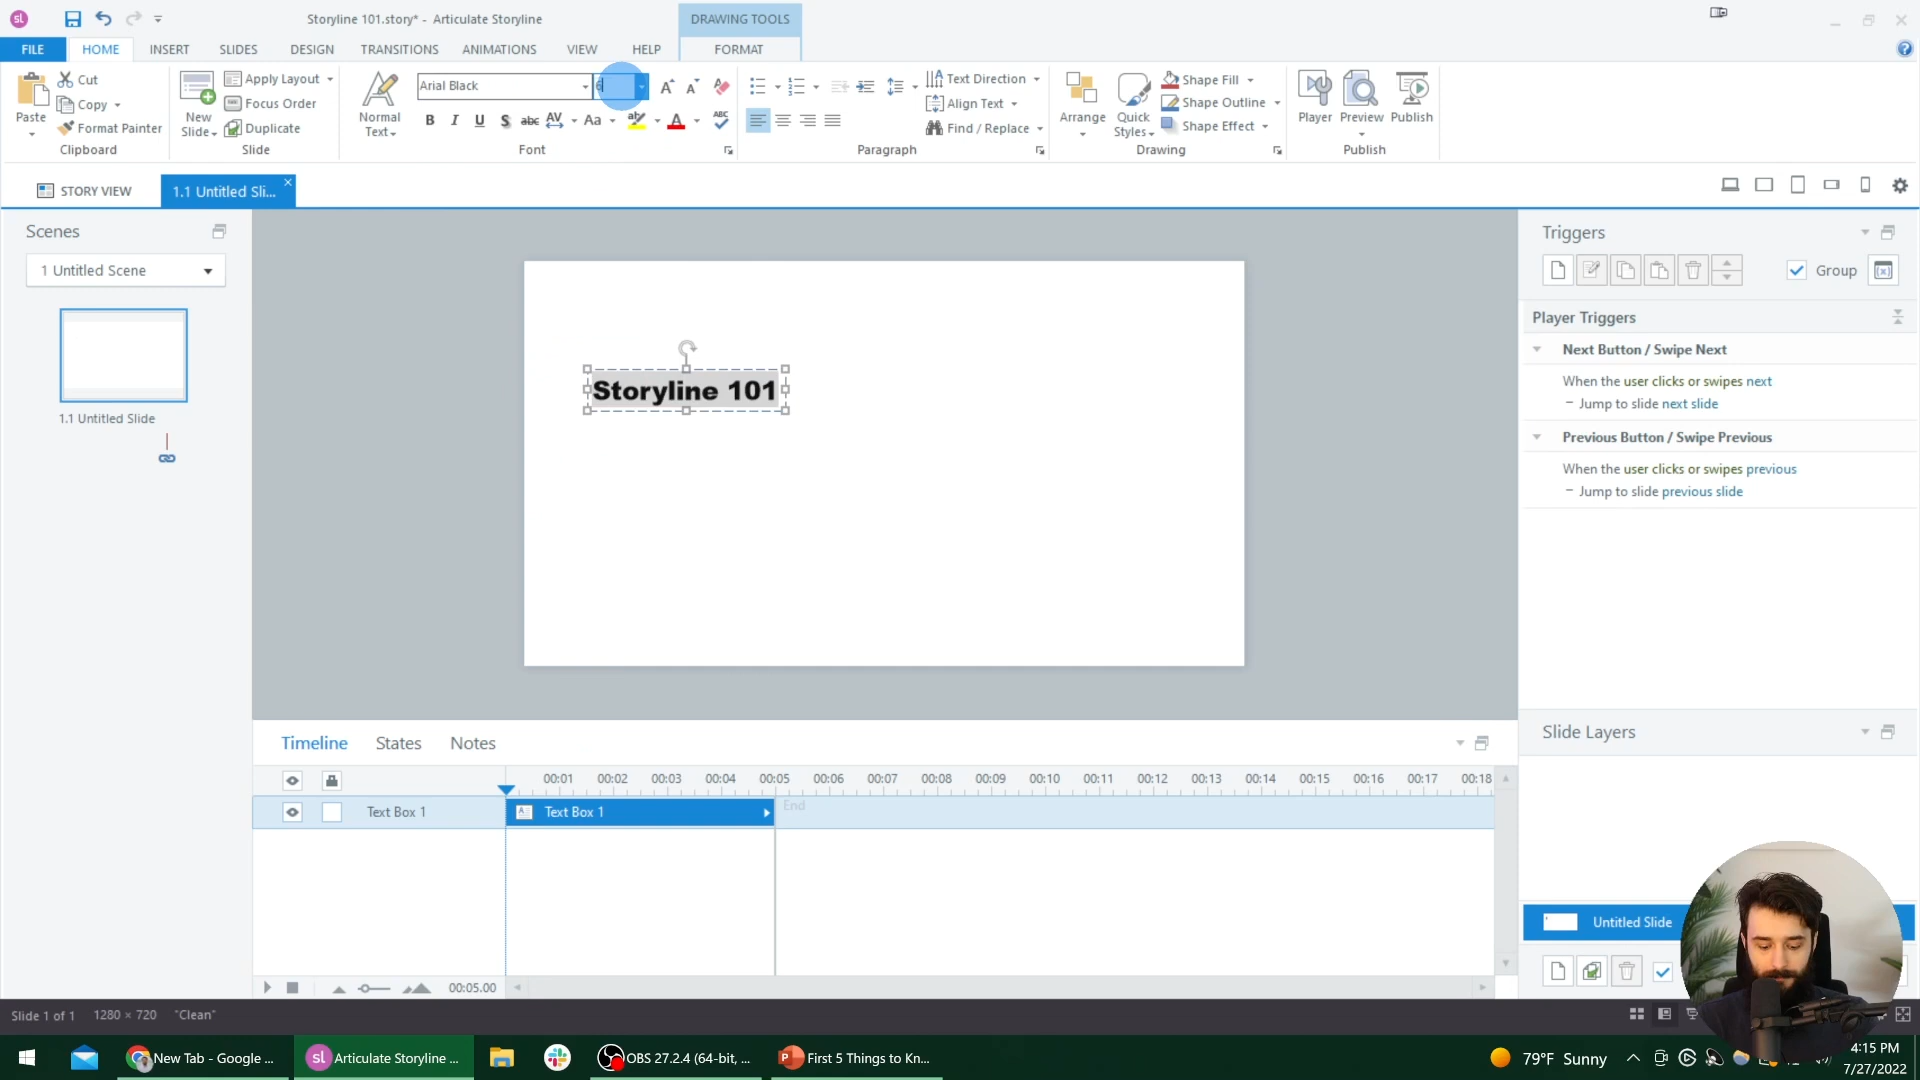 sl
Storyline 101.story* - Articulate Storyline
DRAWING TOOLS
FILE HOME INSERT SLIDES DESIGN TRANSITIONS ANIMATIONS VIEW HELP FORMAT
Paste
Cut
Copy
Format Painter
Clipboard
New
Slide
Apply Layout
Focus Order
Duplicate
Slide
Normal
Text
Arial Black 6
B I U S abc AV Aa ab A ABC
Font
Text Direction
Align Text
Find / Replace
Paragraph
Arrange
Quick
Styles
Shape Fill
Shape Outline
Shape Effect
Drawing
Player
Preview
Publish
Publish
STORY VIEW
1.1 Untitled Sli...
Scenes
1 Untitled Scene
1.1 Untitled Slide
Storyline 101
Triggers
Group
Player Triggers
Next Button / Swipe Next
When the user clicks or swipes next
– Jump to slide next slide
Previous Button / Swipe Previous
When the user clicks or swipes previous
– Jump to slide previous slide
Timeline States Notes
00:01 00:02 00:03 00:04 00:05 00:06 00:07 00:08 00:09 00:10 00:11 00:12 00:13 00:14 00:15 00:16 00:17 00:18
Text Box 1 Text Box 1 End
00:05.00
Slide Layers
Untitled Slide
Slide 1 of 1 1280 × 720 "Clean"
New Tab - Google ...
sl Articulate Storyline ...
OBS 27.2.4 (64-bit, ...
First 5 Things to Kn...
79°F Sunny
4:15 PM
7/27/2022